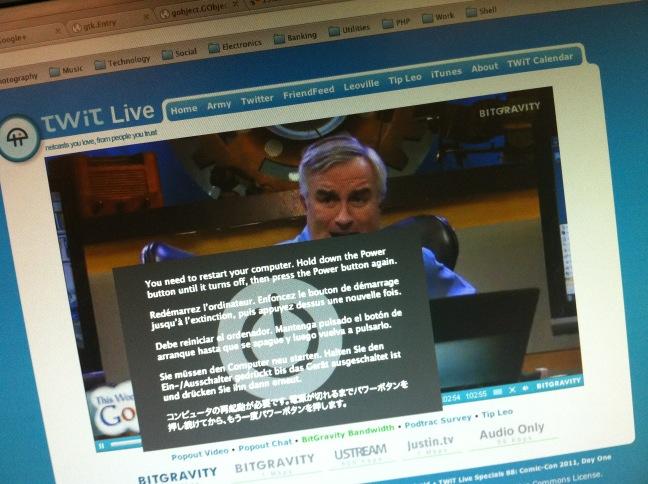 Google+
gtk.Entry
gobject.GObje
Photography Music Technology Social Electronics Banking Utilities PHP Work Shell
TWiT Live
netcasts you love, from people you trust
Home Army Twitter FriendFeed Leoville Tip Leo iTunes About TWiT Calendar
BITGRAVITY
You need to restart your computer. Hold down the Power
button until it turns off, then press the Power button again.
Redémarrez l'ordinateur. Enfoncez le bouton de démarrage
jusqu'à l'extinction, puis appuyez dessus une nouvelle fois.
Debe reiniciar el ordenador. Mantenga pulsado el botón de
arranque hasta que se apague y luego vuelva a pulsarlo.
Sie müssen den Computer neu starten. Halten Sie den
Ein-/Ausschalter gedrückt bis das Gerät ausgeschaltet ist
und drücken Sie ihn dann erneut.
コンピュータの再起動が必要です。電源が切れるまでパワーボタンを
押し続けてから、もう一度パワーボタンを押します。
This We
Go
02:54 102:55 BITGRAVITY
Popout Video • Popout Chat • BitGravity Bandwidth • Podtrac Survey • Tip Leo
BITGRAVITY BITGRAVITY USTREAM Justin.tv Audio Only
TWiT Live Specials 88: Comic-Con 2011, Day One
Commons License.